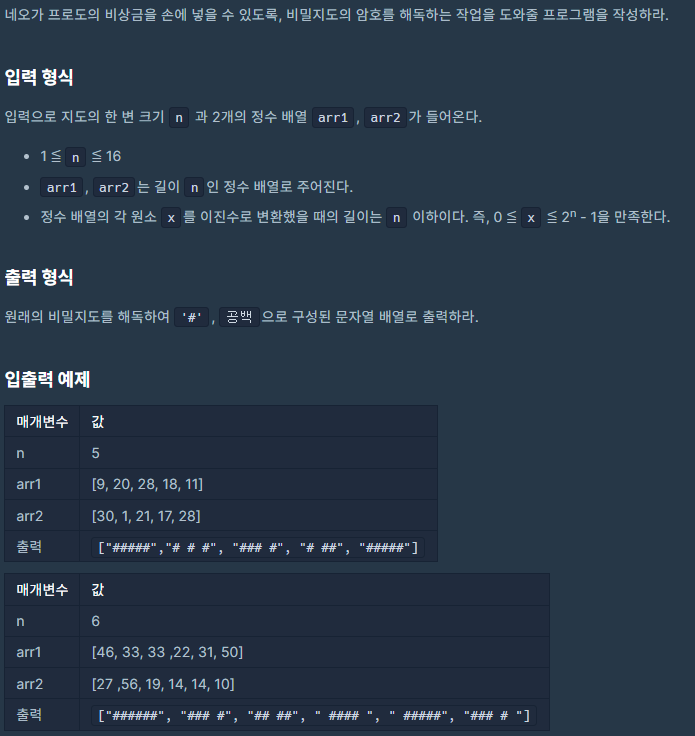 네오가 프로도의 비상금을 손에 넣을 수 있도록, 비밀지도의 암호를 해독하는 작업을 도와줄 프로그램을 작성하라.
입력 형식
입력으로 지도의 한 변 크기 n 과 2개의 정수 배열 arr1, arr2가 들어온다.
1 ≦ n ≦ 16
arr1, arr2는 길이 n인 정수 배열로 주어진다.
정수 배열의 각 원소 x를 이진수로 변환했을 때의 길이는 n 이하이다. 즉, 0 ≦ x ≦ 2ⁿ - 1을 만족한다.
출력 형식
원래의 비밀지도를 해독하여 '#', 공백으로 구성된 문자열 배열로 출력하라.
입출력 예제
매개변수 값
n 5
arr1 [9, 20, 28, 18, 11]
arr2 [30, 1, 21, 17, 28]
출력 ["#####","# # #", "### #", "# ##", "#####"]
매개변수 값
n 6
arr1 [46, 33, 33 ,22, 31, 50]
arr2 [27 ,56, 19, 14, 14, 10]
출력 ["######", "### #", "## ##", " #### ", " #####", "### # "]